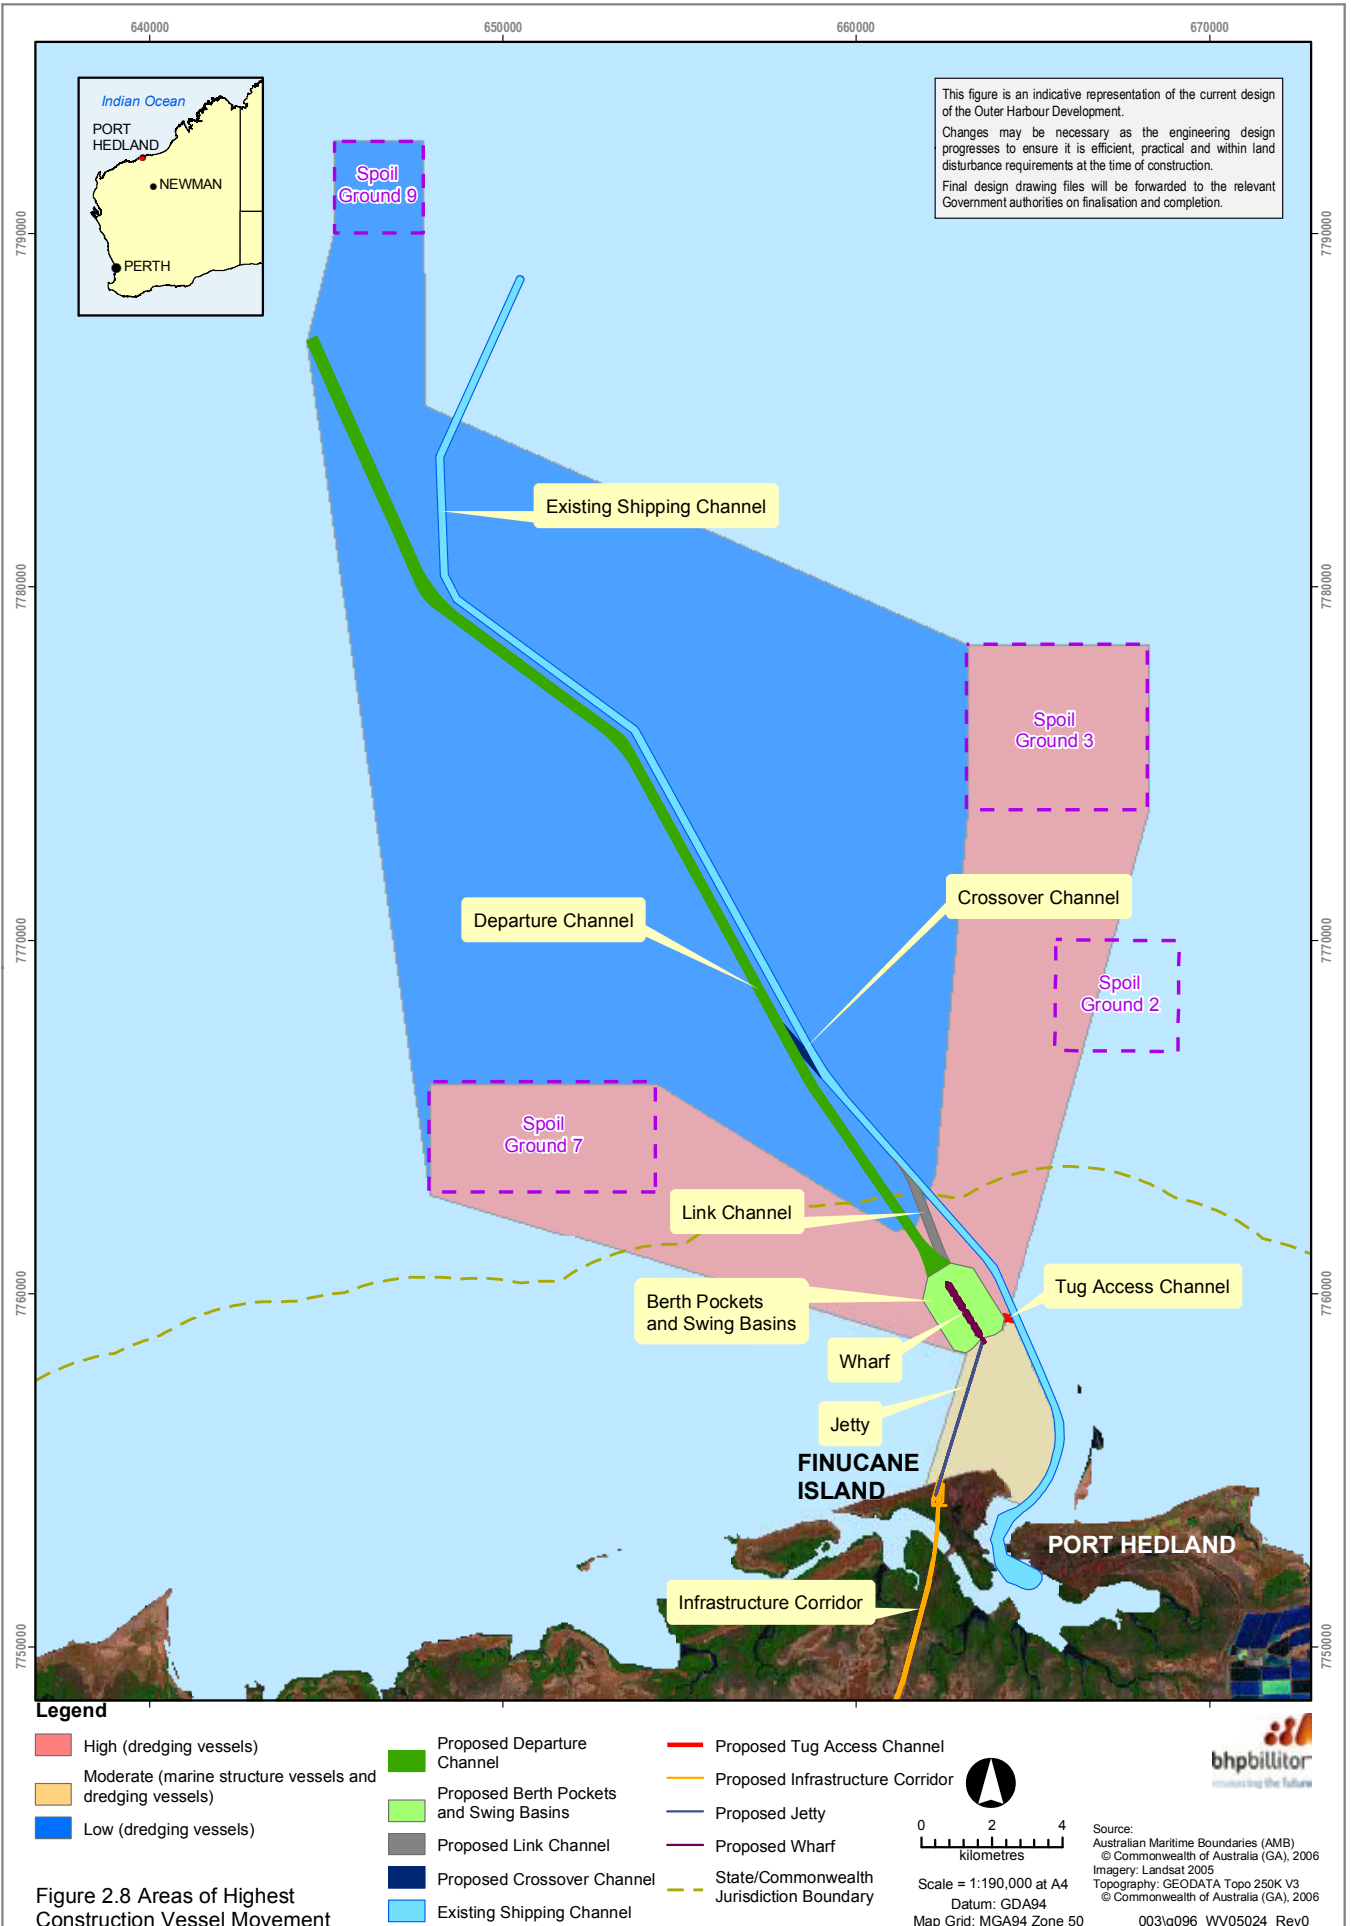 640000
650000
660000
670000
Indian Ocean
PORT
HEDLAND
NEWMAN
PERTH
This figure is an indicative representation of the current design
of the Outer Harbour Development.
Changes may be necessary as the engineering design
progresses to ensure it is efficient, practical and within land
disturbance requirements at the time of construction.
Final design drawing files will be forwarded to the relevant
Government authorities on finalisation and completion.
Spoil
Ground 9
7790000
7790000
Existing Shipping Channel
7780000
7780000
Spoil
Ground 3
Crossover Channel
Departure Channel
7770000
7770000
Spoil
Ground 2
Spoil
Ground 7
Link Channel
Tug Access Channel
7760000
7760000
Berth Pockets
and Swing Basins
Wharf
Jetty
FINUCANE
ISLAND
PORT HEDLAND
Infrastructure Corridor
7750000
7750000
Legend
High (dredging vessels)
Moderate (marine structure vessels and
dredging vessels)
Low (dredging vessels)
Figure 2.8 Areas of Highest
Construction Vessel Movement
Proposed Departure
Channel
Proposed Berth Pockets
and Swing Basins
Proposed Link Channel
Proposed Crossover Channel
Existing Shipping Channel
Proposed Tug Access Channel
Proposed Infrastructure Corridor
Proposed Jetty
Proposed Wharf
State/Commonwealth
Jurisdiction Boundary
0 2 4
kilometres
Scale = 1:190,000 at A4
Datum: GDA94
Map Grid: MGA94 Zone 50
bhpbilliton
resourcing the future
Source:
Australian Maritime Boundaries (AMB)
© Commonwealth of Australia (GA), 2006
Imagery: Landsat 2005
Topography: GEODATA Topo 250K V3
© Commonwealth of Australia (GA), 2006
003\g096_WV05024_Rev0